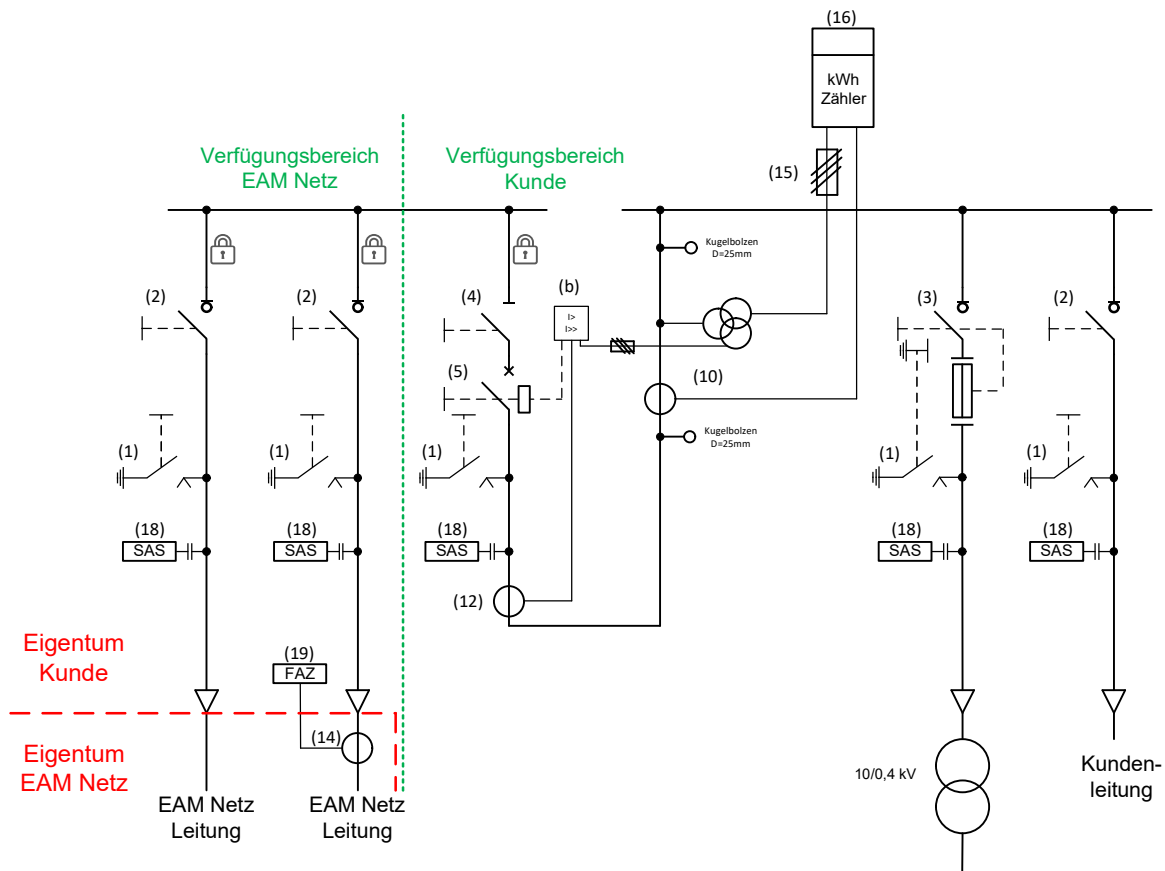 (16)
kWh
Zähler
Verfügungsbereich
EAM Netz
Verfügungsbereich
Kunde
(15)
Kugelbolzen
D=25mm
(2)
(2)
(4)
(b)
I>
I>>
(3)
(2)
(5)
(10)
Kugelbolzen
D=25mm
(1)
(1)
(1)
(1)
(1)
(18)
SAS
(18)
SAS
(18)
SAS
(18)
SAS
(18)
SAS
(12)
Eigentum
Kunde
(19)
FAZ
(14)
Eigentum
EAM Netz
10/0,4 kV
Kunden-
leitung
EAM Netz
Leitung
EAM Netz
Leitung